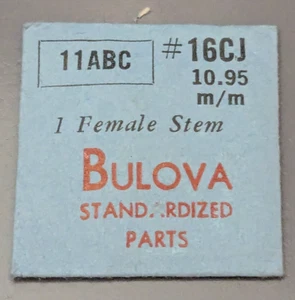 11ABC #16CJ
10.95
m/m
1 Female Stem
BULOVA
STANDARDIZED
PARTS